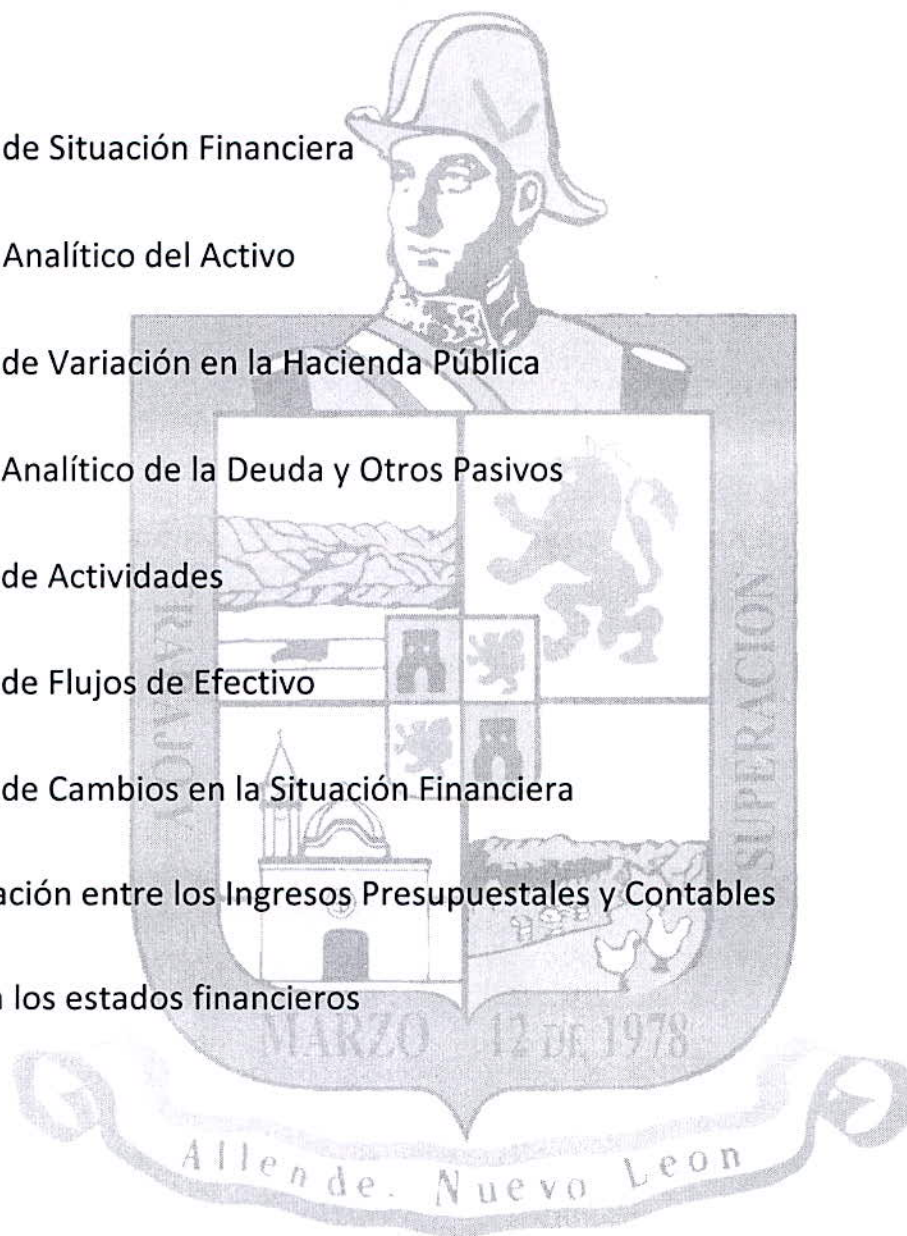 de Situación Financiera
Analítico del Activo
de Variación en la Hacienda Pública
Analítico de la Deuda y Otros Pasivos
de Actividades
de Flujos de Efectivo
de Cambios en la Situación Financiera
ación entre los Ingresos Presupuestales y Contables
los estados financieros
TRABAJO Y
SUPERACION
MARZO 12 DE 1978
Allende. Nuevo Leon